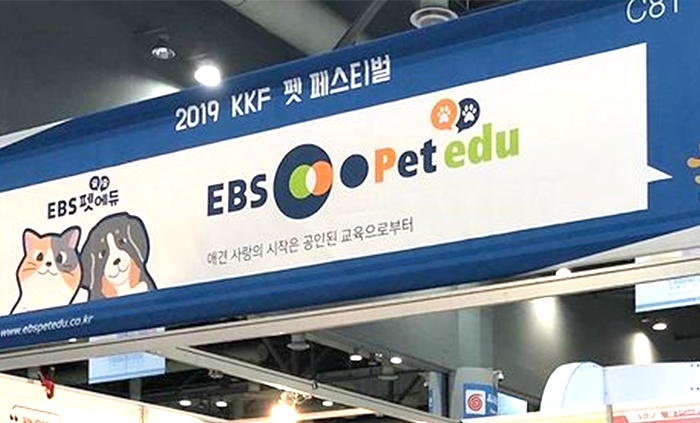 C81
2019 KKF 펫 페스티벌
EBS 펫에듀
EBS Pet edu
애견 사랑의 시작은 공인된 교육으로부터
www.ebspetedu.co.kr